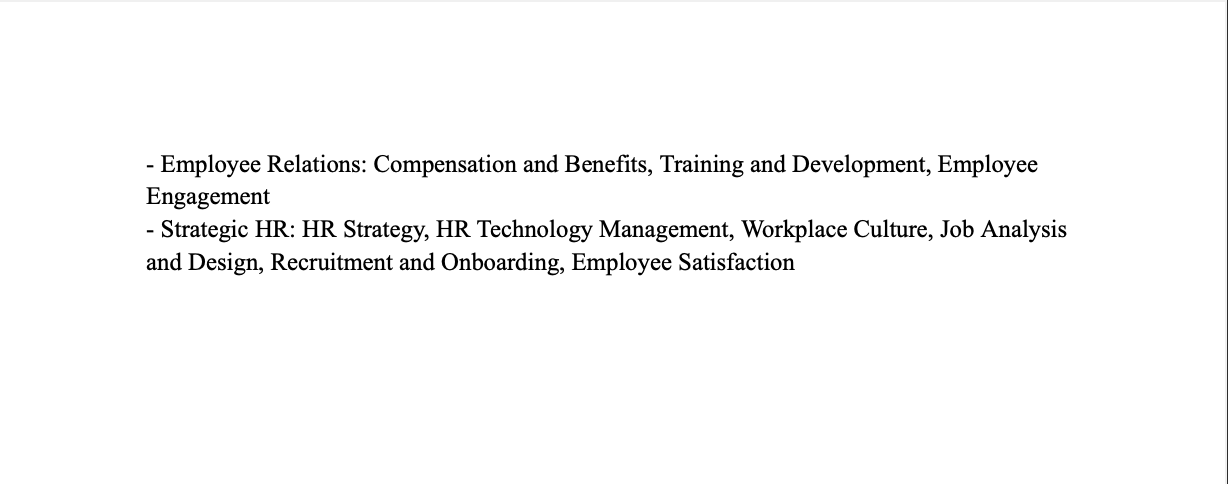 - Employee Relations: Compensation and Benefits, Training and Development, Employee
Engagement
- Strategic HR: HR Strategy, HR Technology Management, Workplace Culture, Job Analysis
and Design, Recruitment and Onboarding, Employee Satisfaction